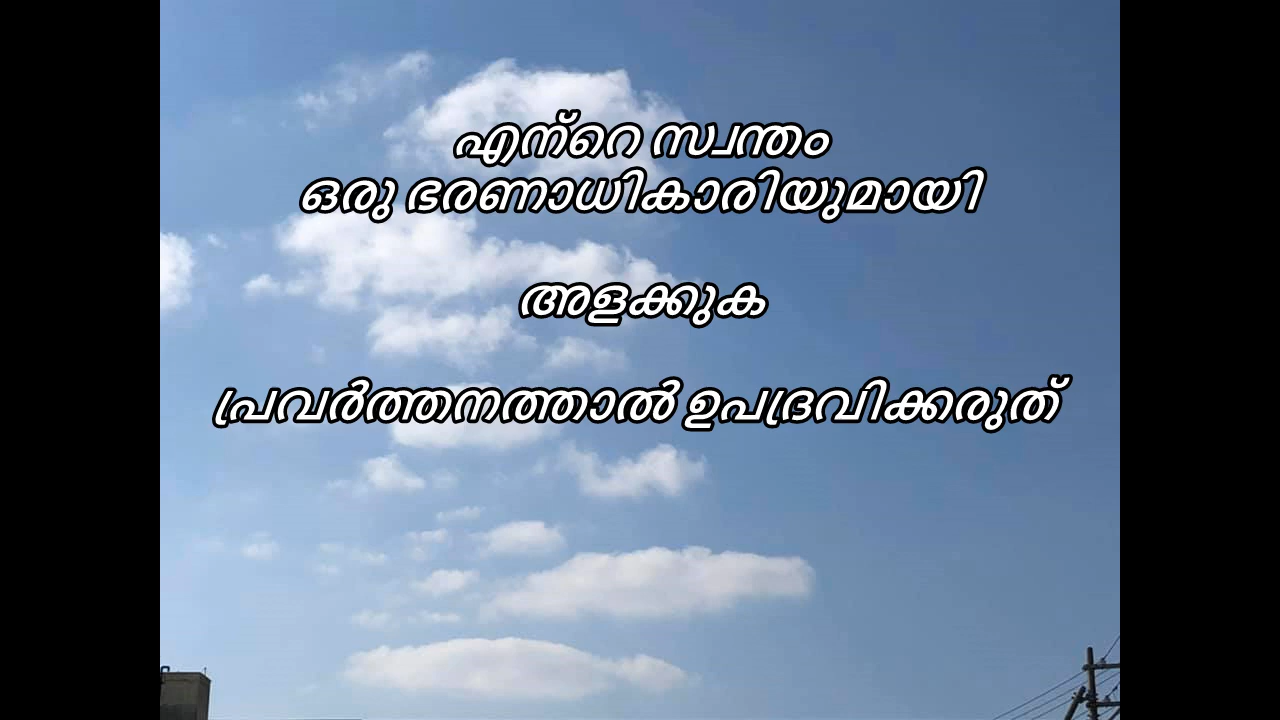 എന്റെ സ്വന്തം
ഒരു ഭരണാധികാരിയുമായി
അളക്കുക
പ്രവർത്തനത്താൽ ഉപദ്രവിക്കരുത്